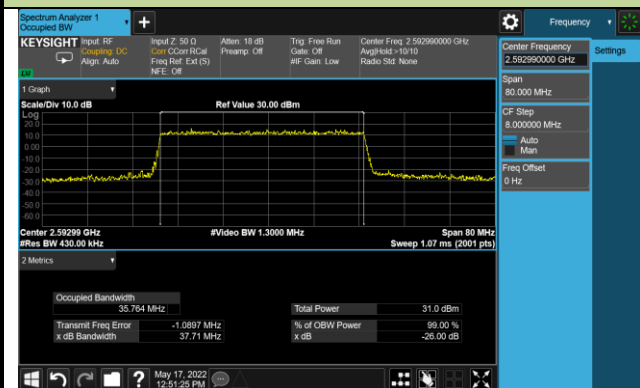 Spectrum Analyzer 1
Occupied BW
Frequency
KEYSIGHT
Input: RF
Coupling: DC
Align: Auto
Input Z: 50 Ω
Corr CCorr RCal
Freq Ref: Ext (S)
NFE: Off
Atten: 18 dB
Preamp: Off
Trig: Free Run
Gate: Off
#IF Gain: Low
Center Freq: 2.592990000 GHz
Avg|Hold:>10/10
Radio Std: None
Center Frequency
2.592990000 GHz
Settings
Span
80.000 MHz
CF Step
8.000000 MHz
Auto
Man
Freq Offset
0 Hz
1 Graph
Scale/Div 10.0 dB
Ref Value 30.00 dBm
Log
20.0
10.0
0.00
-10.0
-20.0
-30.0
-40.0
-50.0
-60.0
Center 2.59299 GHz
#Video BW 1.3000 MHz
Span 80 MHz
#Res BW 430.00 kHz
Sweep 1.07 ms (2001 pts)
2 Metrics
Occupied Bandwidth
35.764 MHz
Total Power
31.0 dBm
Transmit Freq Error
-1.0897 MHz
% of OBW Power
99.00 %
x dB Bandwidth
37.71 MHz
x dB
-26.00 dB
May 17, 2022
12:51:25 PM